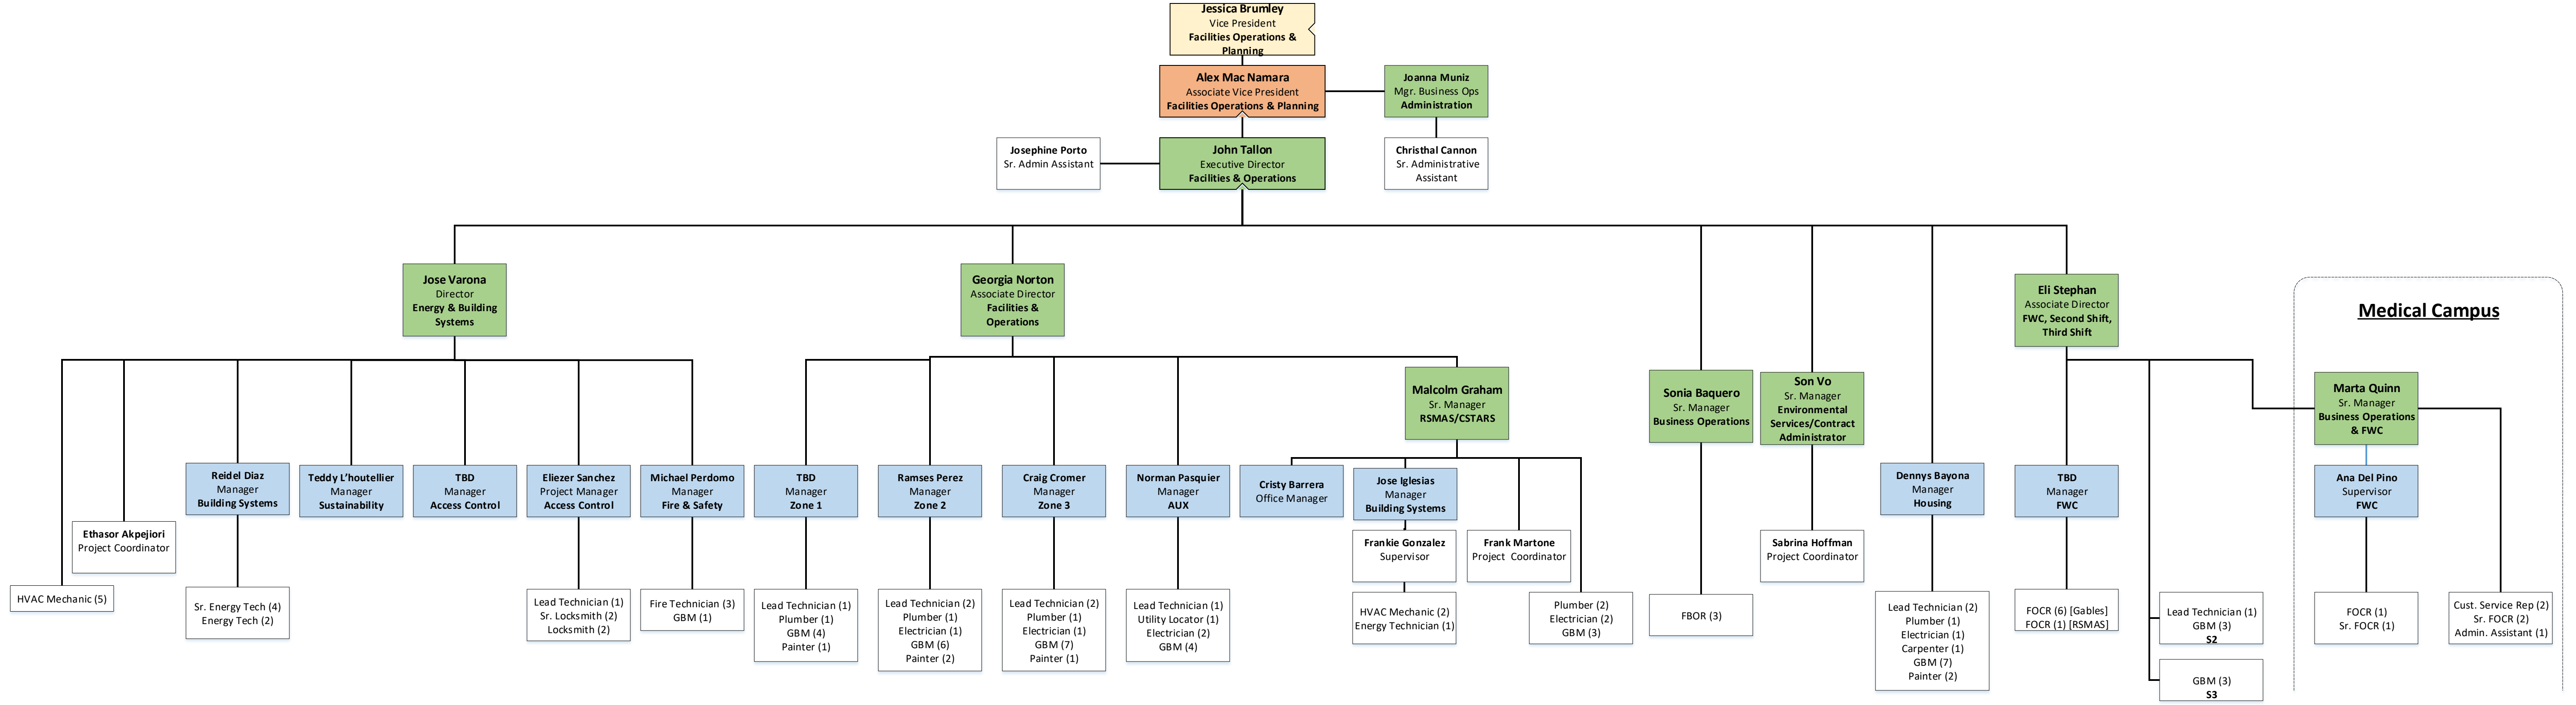 Jessica Brumley
Vice President
Facilities Operations &
Planning
Alex Mac Namara
Associate Vice President
Facilities Operations & Planning
Joanna Muniz
Mgr. Business Ops
Administration
Josephine Porto
Sr. Admin Assistant
John Tallon
Executive Director
Facilities & Operations
Christhal Cannon
Sr. Administrative
Assistant
Jose Varona
Director
Energy & Building
Systems
Georgia Norton
Associate Director
Facilities &
Operations
Eli Stephan
Associate Director
FWC, Second Shift,
Third Shift
Medical Campus
Malcolm Graham
Sr. Manager
RSMAS/CSTARS
Sonia Baquero
Sr. Manager
Business Operations
Son Vo
Sr. Manager
Environmental
Services/Contract
Administrator
Marta Quinn
Sr. Manager
Business Operations
& FWC
Reidel Diaz
Manager
Building Systems
Teddy L’houtellier
Manager
Sustainability
TBD
Manager
Access Control
Eliezer Sanchez
Project Manager
Access Control
Michael Perdomo
Manager
Fire & Safety
TBD
Manager
Zone 1
Ramses Perez
Manager
Zone 2
Craig Cromer
Manager
Zone 3
Norman Pasquier
Manager
AUX
Cristy Barrera
Office Manager
Jose Iglesias
Manager
Building Systems
Dennys Bayona
Manager
Housing
TBD
Manager
FWC
Ana Del Pino
Supervisor
FWC
Ethasor Akpejiori
Project Coordinator
Frankie Gonzalez
Supervisor
Frank Martone
Project Coordinator
Sabrina Hoffman
Project Coordinator
HVAC Mechanic (5)
Sr. Energy Tech (4)
Energy Tech (2)
Lead Technician (1)
Sr. Locksmith (2)
Locksmith (2)
Fire Technician (3)
GBM (1)
Lead Technician (1)
Plumber (1)
GBM (4)
Painter (1)
Lead Technician (2)
Plumber (1)
Electrician (1)
GBM (6)
Painter (2)
Lead Technician (2)
Plumber (1)
Electrician (1)
GBM (7)
Painter (1)
Lead Technician (1)
Utility Locator (1)
Electrician (2)
GBM (4)
HVAC Mechanic (2)
Energy Technician (1)
Plumber (2)
Electrician (2)
GBM (3)
FBOR (3)
Lead Technician (2)
Plumber (1)
Electrician (1)
Carpenter (1)
GBM (7)
Painter (2)
FOCR (6) [Gables]
FOCR (1) [RSMAS]
Lead Technician (1)
GBM (3)
S2
GBM (3)
S3
FOCR (1)
Sr. FOCR (1)
Cust. Service Rep (2)
Sr. FOCR (2)
Admin. Assistant (1)